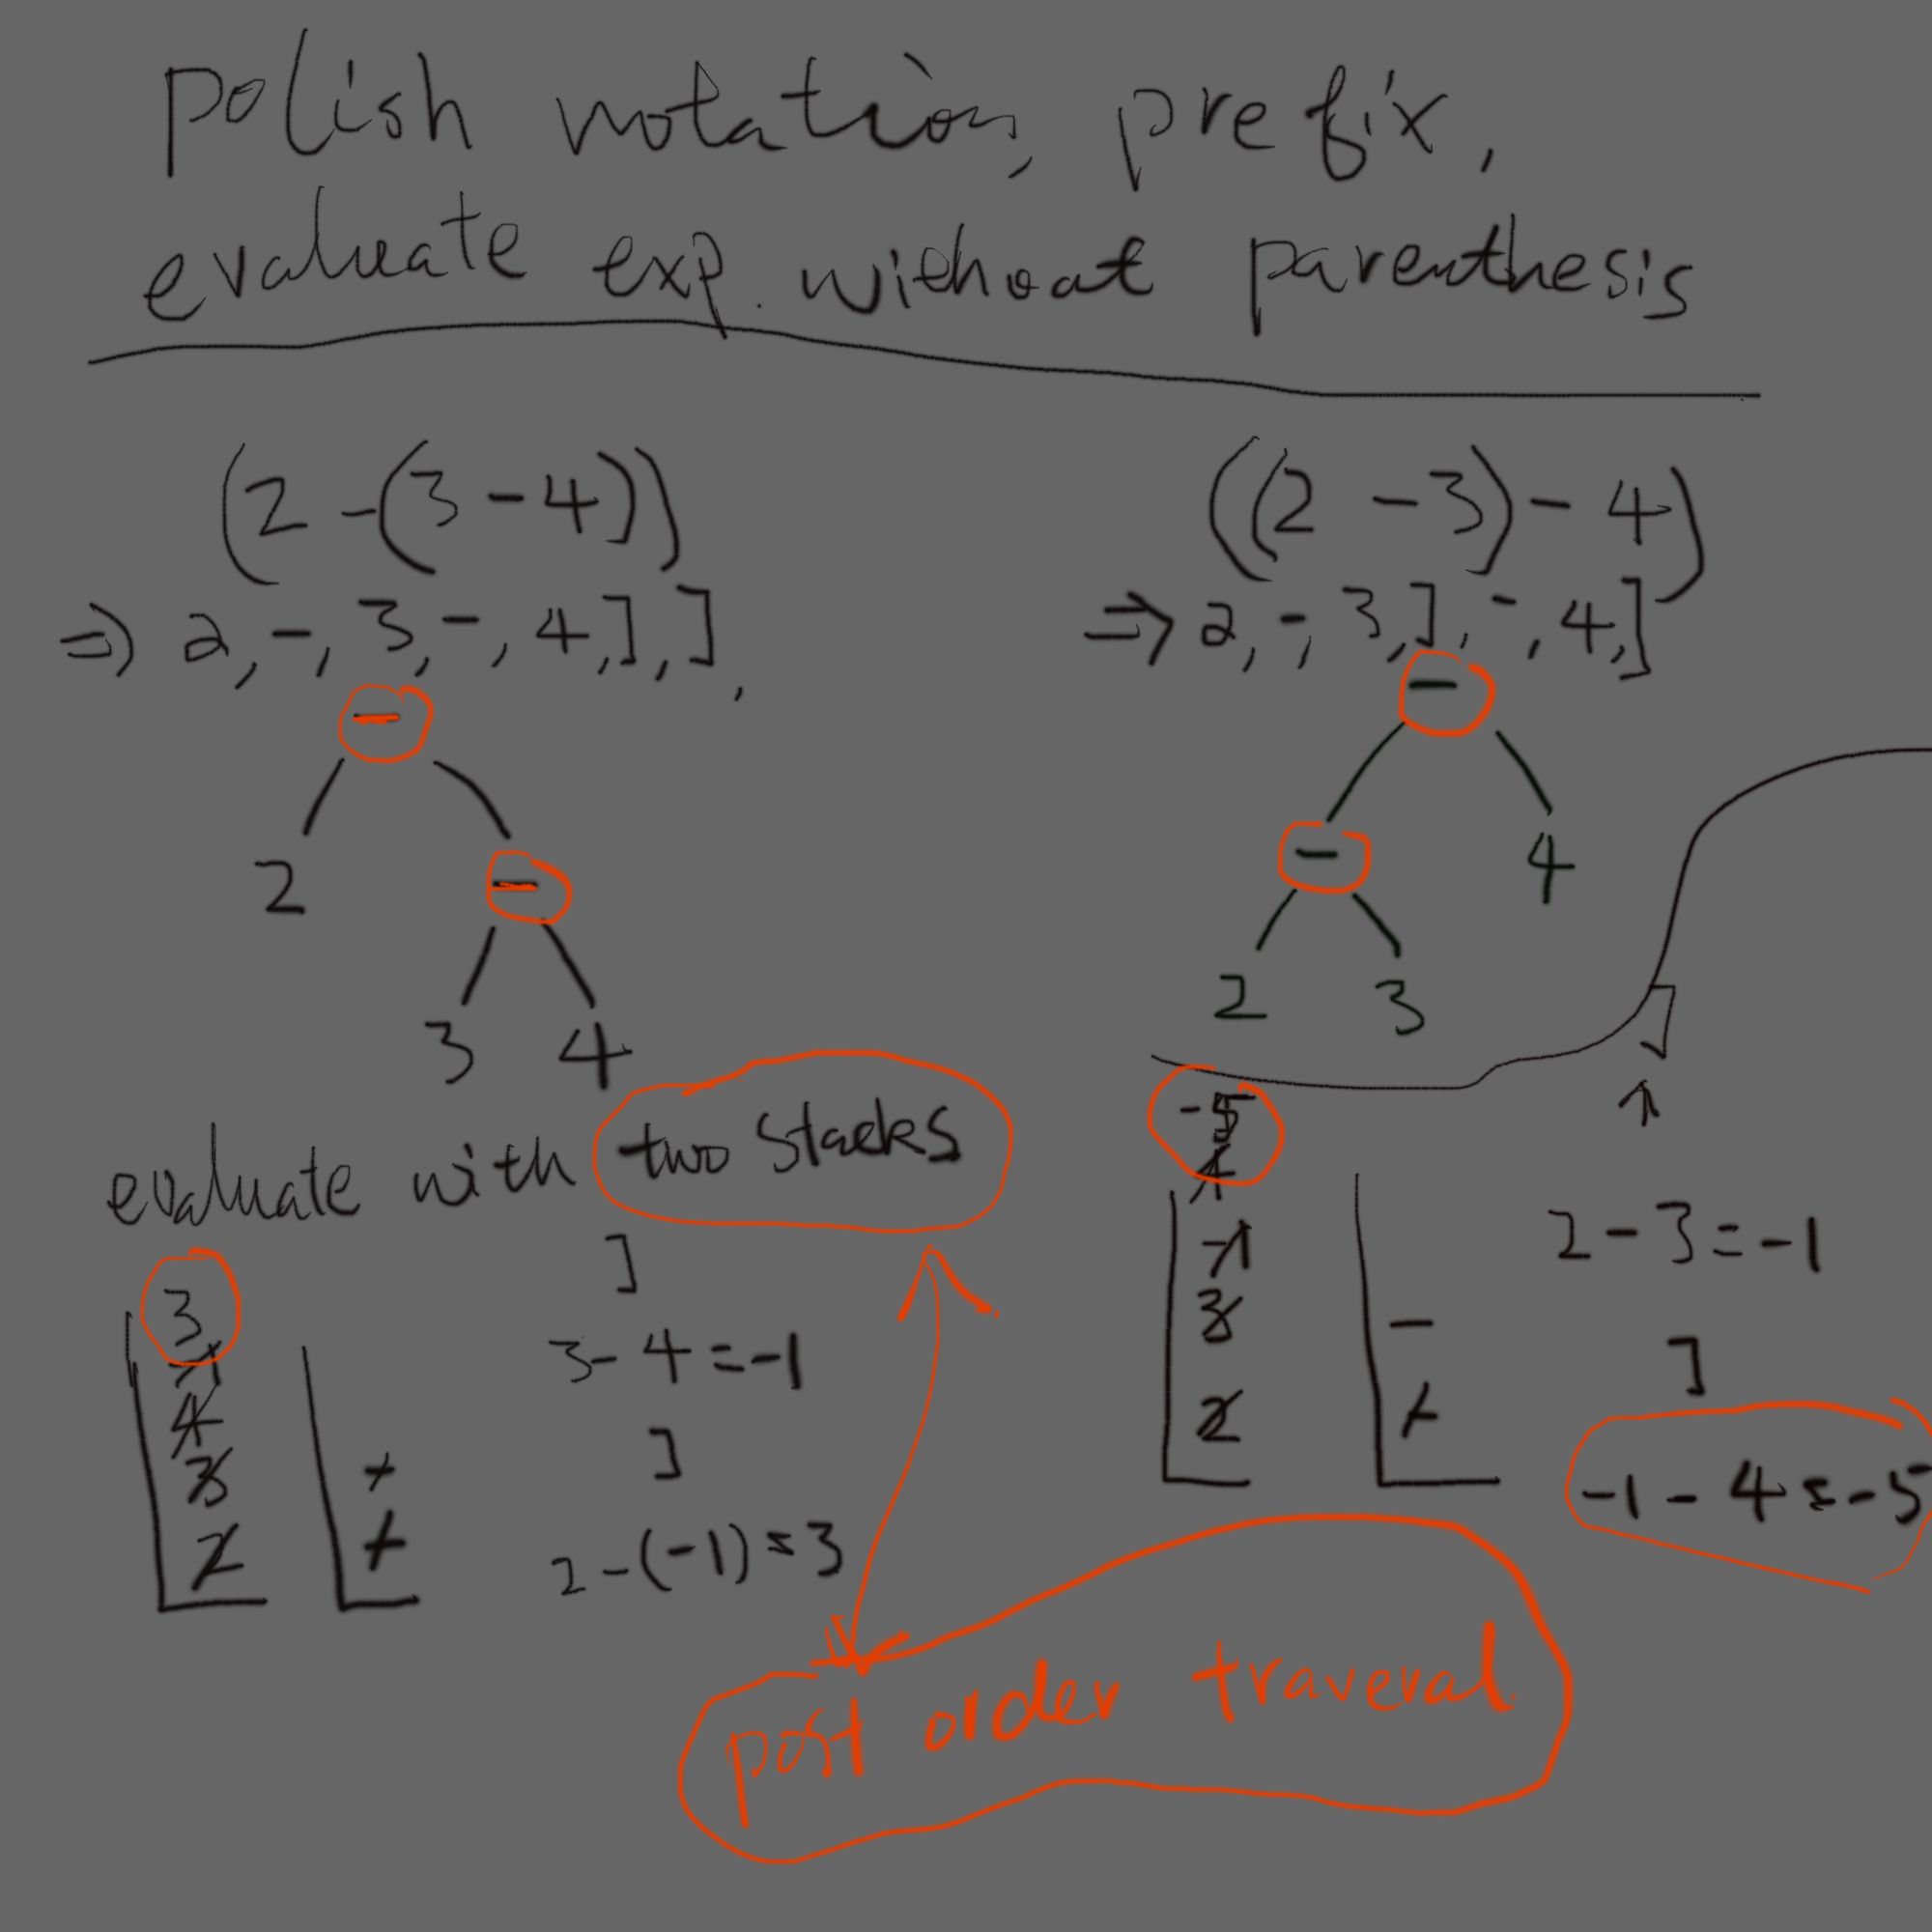 polish notation, prefix,
evaluate exp. without parenthesis
(2 - (3 - 4))
⇒ 2, -, 3, -, 4, ], ],
-
2
-
3 4
((2 - 3) - 4)
⇒ 2, -, 3, ], -, 4, ]
-
- 4
2 3
evaluate with two stacks
3
-1
4
3
2
-
-
]
3 - 4 = -1
]
2 - (-1) = 3
]
↑
-5
4
-1
3
2
-
-
2 - 3 = -1
]
-1 - 4 = -5
post order traveral